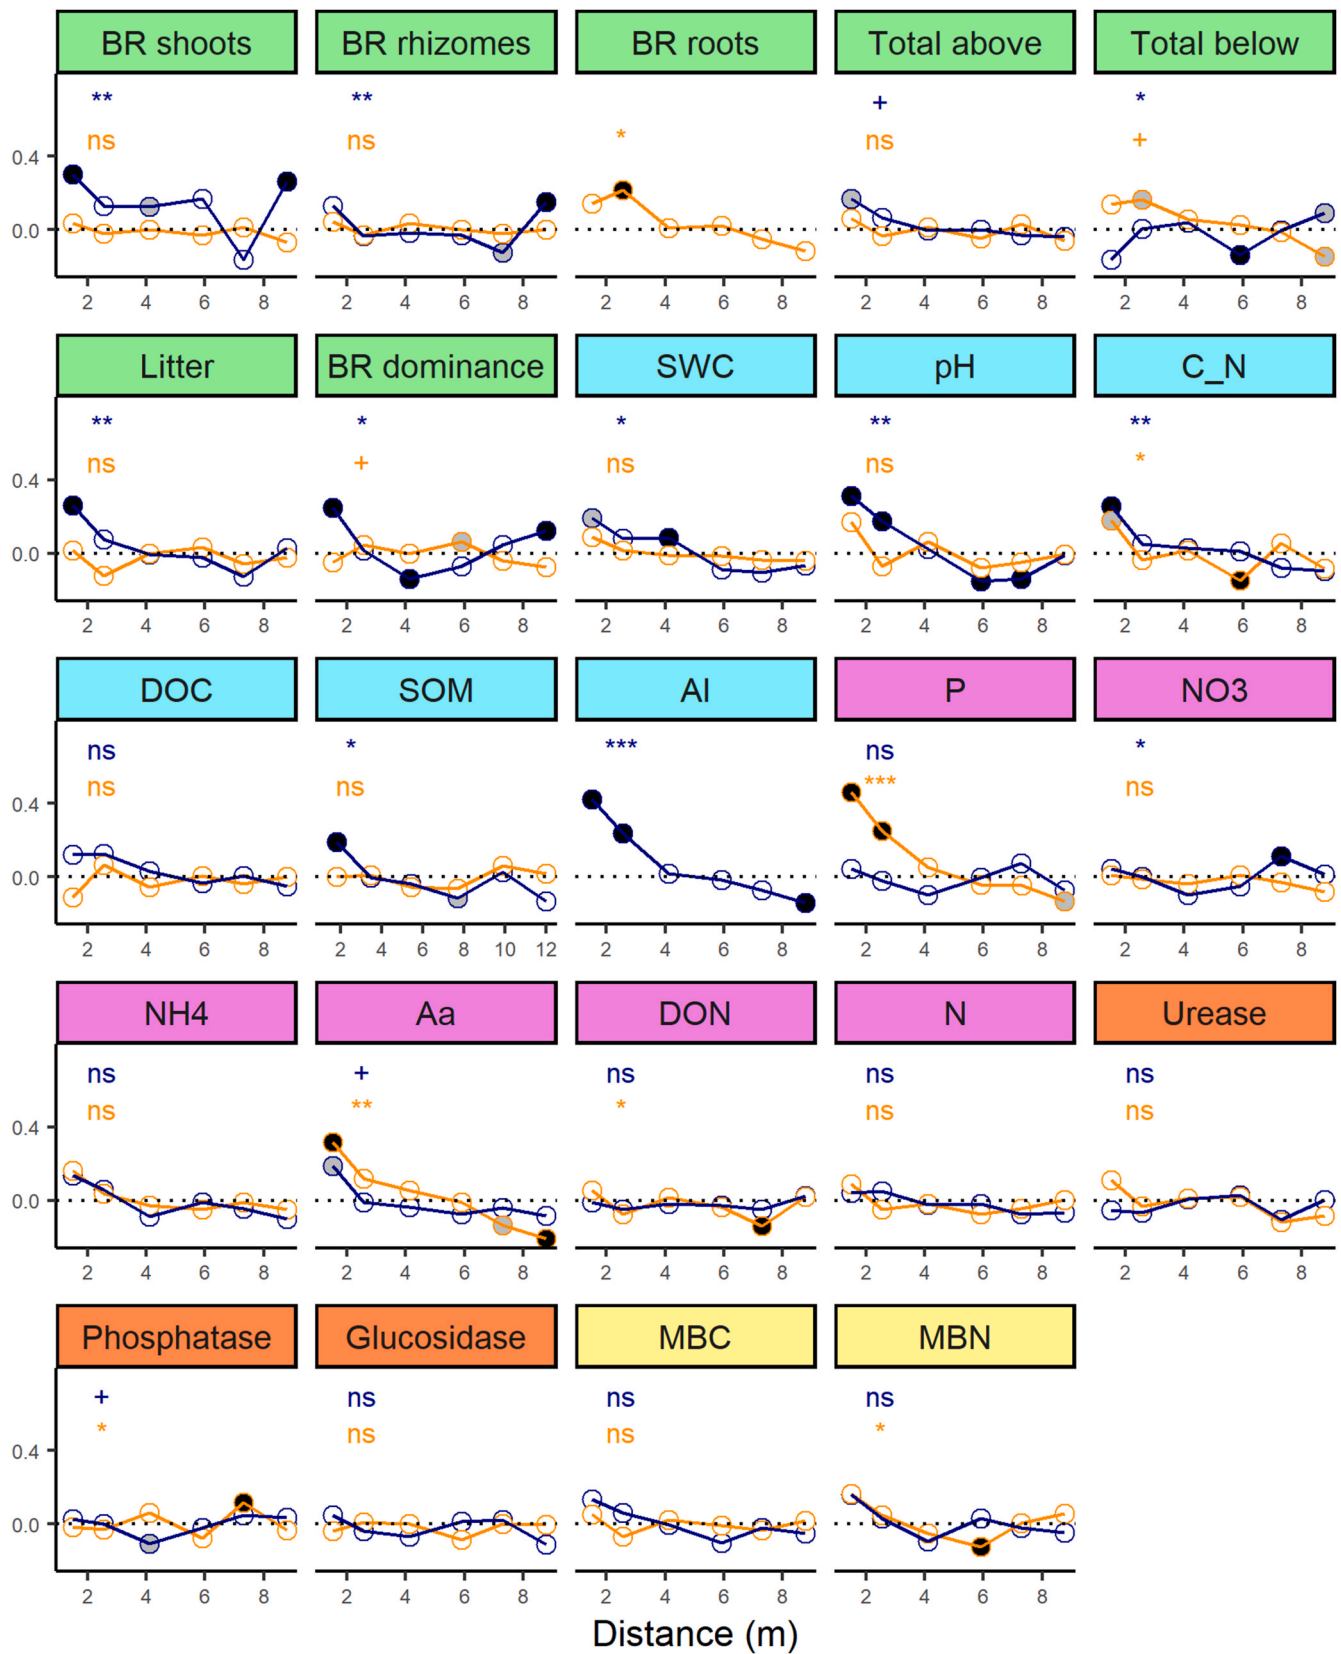 BR shoots BR rhizomes BR roots Total above Total below
** ** + *
ns ns * ns +
0.4
0.0
2 4 6 8 2 4 6 8 2 4 6 8 2 4 6 8 2 4 6 8
Litter BR dominance SWC pH C_N
** * * ** **
ns + ns ns *
0.4
0.0
2 4 6 8 2 4 6 8 2 4 6 8 2 4 6 8 2 4 6 8
DOC SOM Al P NO3
ns * *** ns *
ns ns *** ns
0.4
0.0
2 4 6 8 2 4 6 8 10 12 2 4 6 8 2 4 6 8 2 4 6 8
NH4 Aa DON N Urease
ns + ns ns ns
ns ** * ns ns
0.4
0.0
2 4 6 8 2 4 6 8 2 4 6 8 2 4 6 8 2 4 6 8
Phosphatase Glucosidase MBC MBN
+ ns ns ns
* ns ns *
0.4
0.0
2 4 6 8 2 4 6 8 2 4 6 8 2 4 6 8
Distance (m)